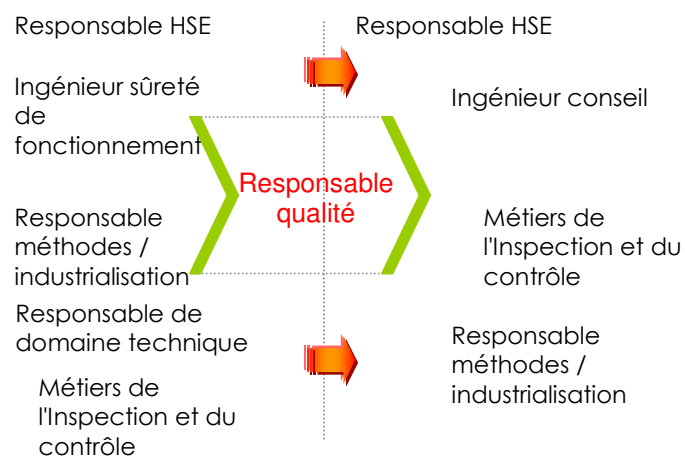 Responsable HSE
Ingénieur sûreté
de
fonctionnement
Responsable
méthodes /
industrialisation
Responsable de
domaine technique
Métiers de
l'Inspection et du
contrôle
Responsable
qualité
Responsable HSE
Ingénieur conseil
Métiers de
l'Inspection et du
contrôle
Responsable
méthodes /
industrialisation